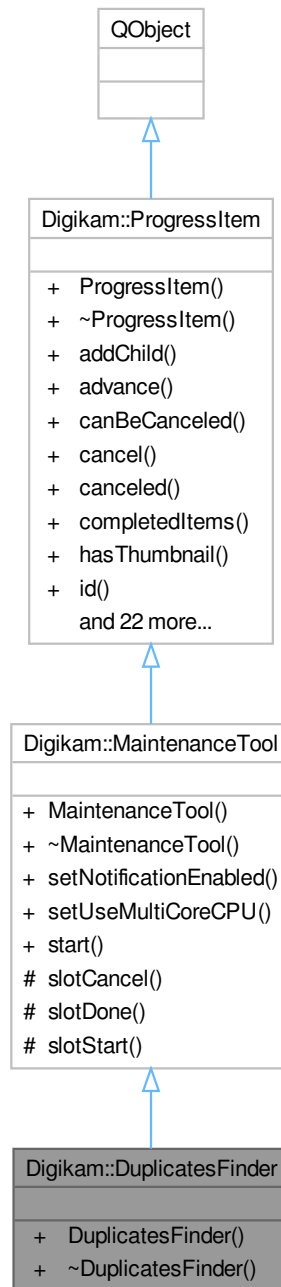 QObject
Digikam::ProgressItem
+ ProgressItem()
+ ~ProgressItem()
+ addChild()
+ advance()
+ canBeCanceled()
+ cancel()
+ canceled()
+ completedItems()
+ hasThumbnail()
+ id()
and 22 more...
Digikam::MaintenanceTool
+ MaintenanceTool()
+ ~MaintenanceTool()
+ setNotificationEnabled()
+ setUseMultiCoreCPU()
+ start()
# slotCancel()
# slotDone()
# slotStart()
Digikam::DuplicatesFinder
+ DuplicatesFinder()
+ ~DuplicatesFinder()